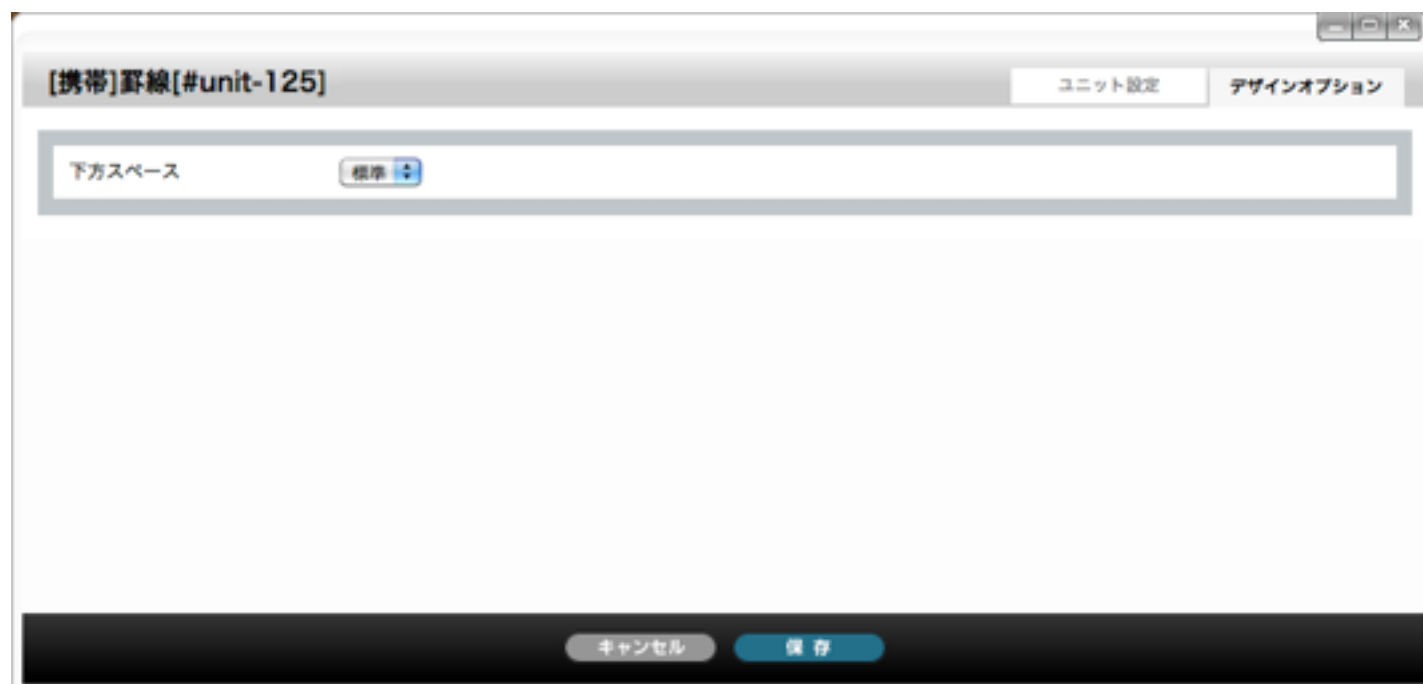 [携帯]罫線[#unit-125]
ユニット設定
デザインオプション
下方スペース
標準
キャンセル
保存